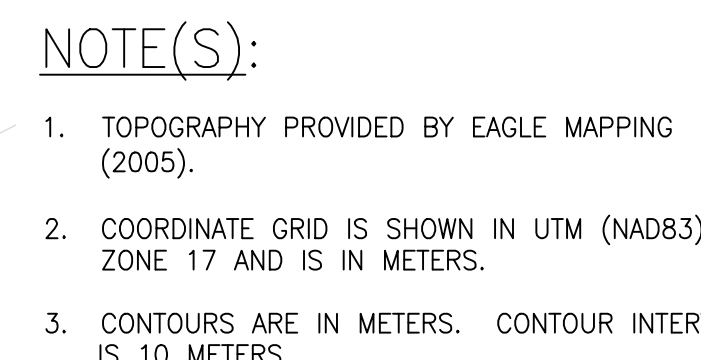 NOTE(S):
1. TOPOGRAPHY PROVIDED BY EAGLE MAPPING
(2005).
2. COORDINATE GRID IS SHOWN IN UTM (NAD83)
ZONE 17 AND IS IN METERS.
3. CONTOURS ARE IN METERS. CONTOUR INTER
IS 10 METERS